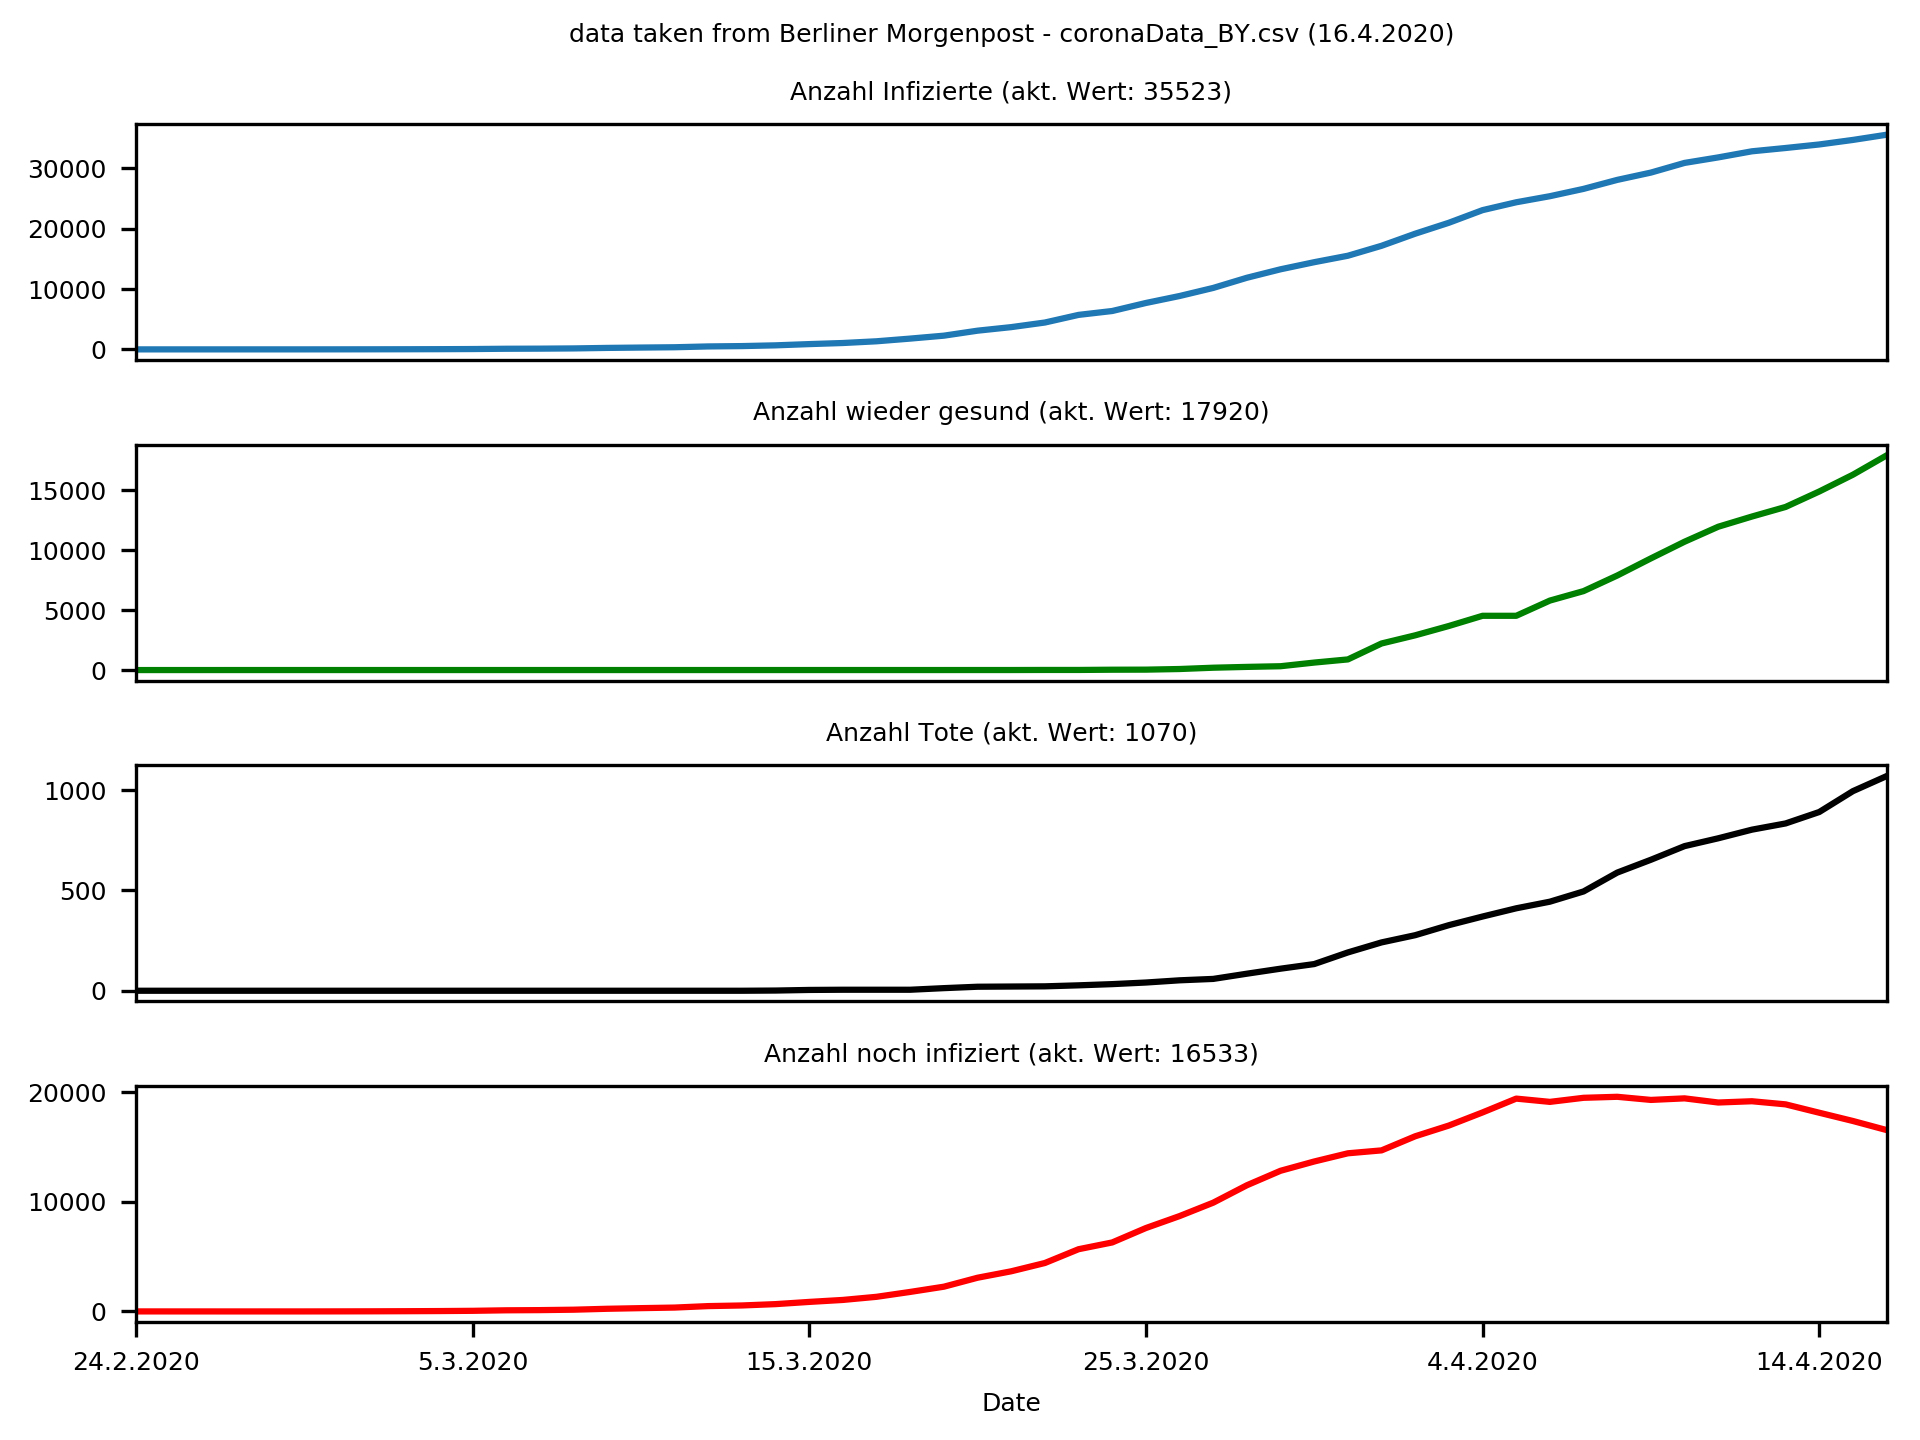 data taken from Berliner Morgenpost - coronaData_BY.csv (16.4.2020)
Anzahl Infizierte (akt. Wert: 35523)
30000
20000
10000
0
Anzahl wieder gesund (akt. Wert: 17920)
15000
10000
5000
0
Anzahl Tote (akt. Wert: 1070)
1000
500
0
Anzahl noch infiziert (akt. Wert: 16533)
20000
10000
0
24.2.2020 5.3.2020 15.3.2020 25.3.2020 4.4.2020 14.4.2020
Date